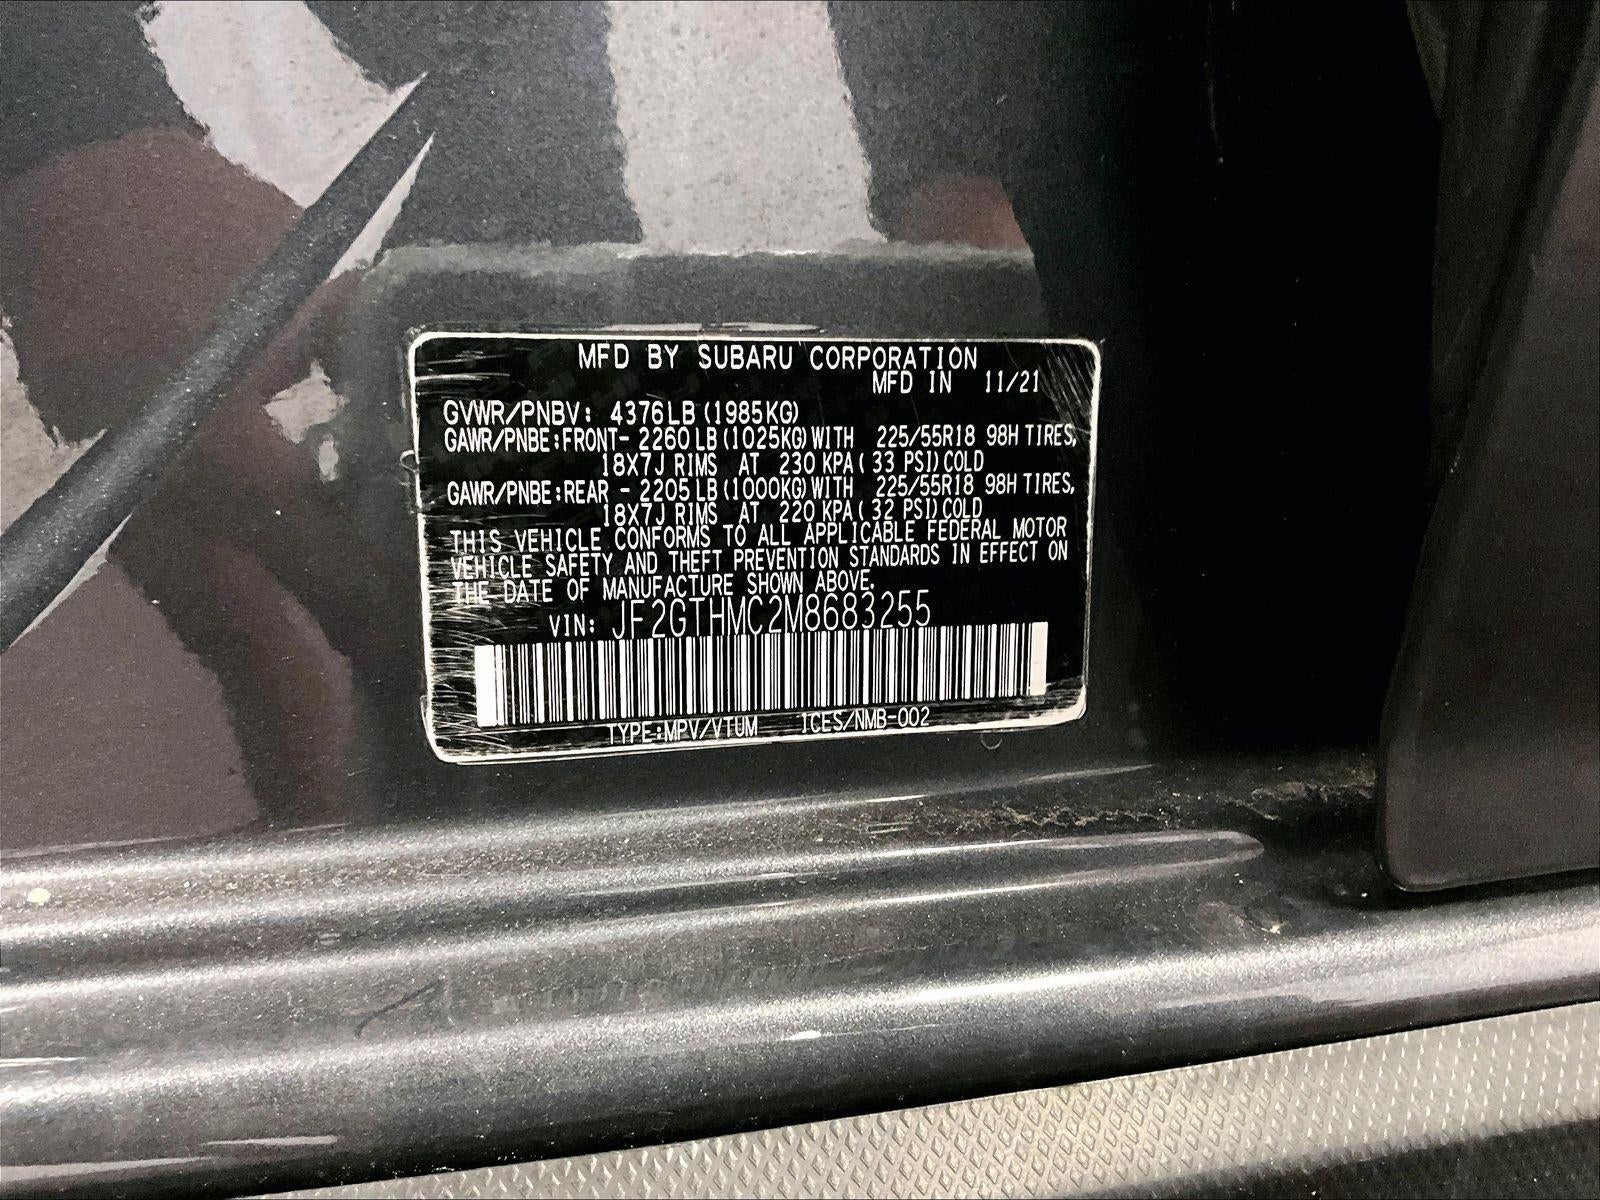 MFD BY SUBARU CORPORATION
MFD IN 11/21
GVWR/PNBV: 4376LB(1985KG)
GAWR/PNBE:FRONT- 2260LB(1025KG)WITH 225/55R18 98H TIRES,
18X7J RIMS AT 230 KPA( 33 PSI)COLD
GAWR/PNBE:REAR - 2205LB(1000KG)WITH 225/55R18 98H TIRES,
18X7J RIMS AT 220 KPA( 32 PSI)COLD
THIS VEHICLE CONFORMS TO ALL APPLICABLE FEDERAL MOTOR
VEHICLE SAFETY AND THEFT PREVENTION STANDARDS IN EFFECT ON
THE DATE OF MANUFACTURE SHOWN ABOVE.
VIN: JF2GTHMC2M8683255
TYPE:MPV/VTUM ICES/NMB-002